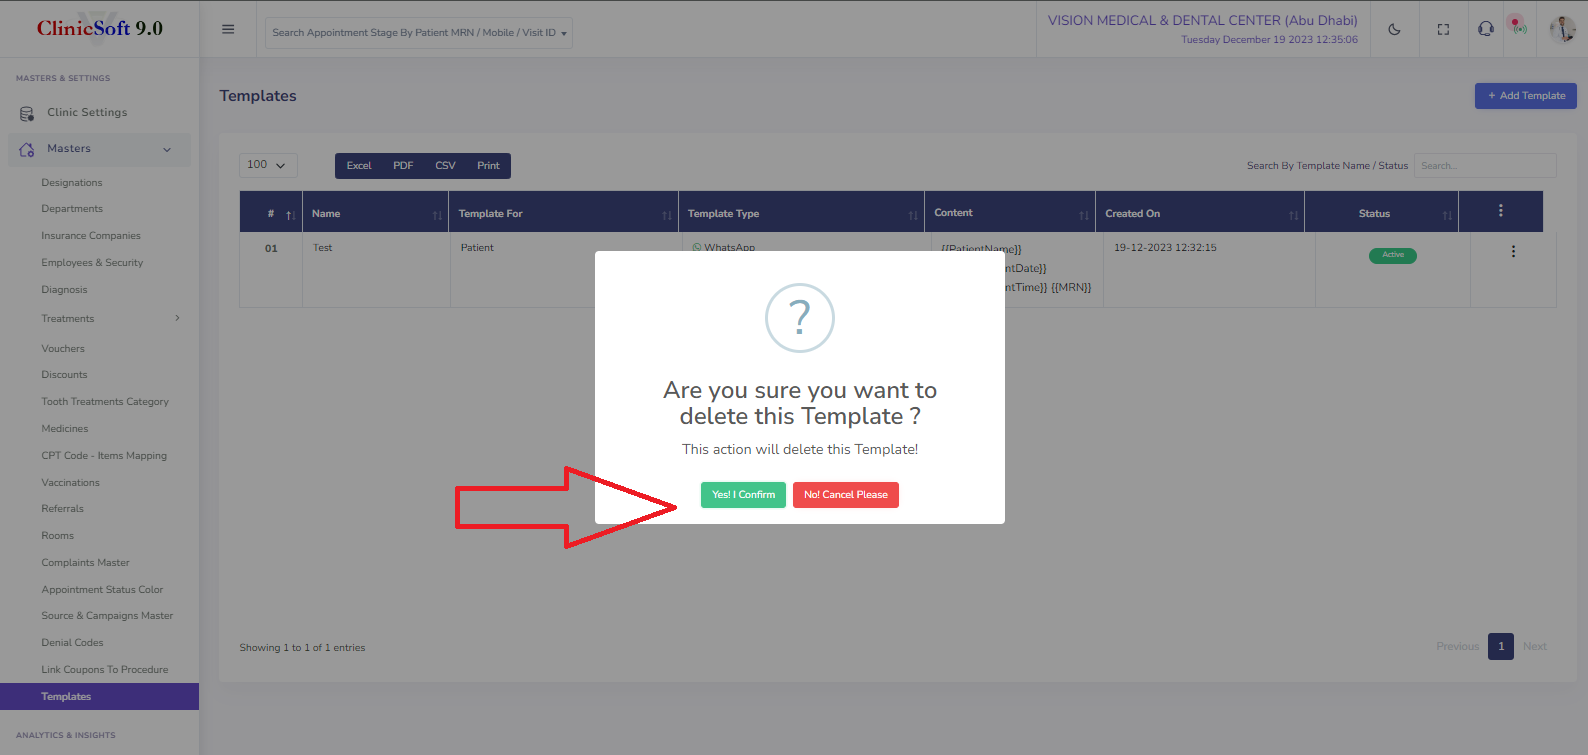 ClinicSoft 9.0
Search Appointment Stage By Patient MRN / Mobile / Visit ID
VISION MEDICAL & DENTAL CENTER (Abu Dhabi)
Tuesday December 19 2023 12:35:06
MASTERS & SETTINGS
Clinic Settings
Masters
Designations
Departments
Insurance Companies
Employees & Security
Diagnosis
Treatments
Vouchers
Discounts
Tooth Treatments Category
Medicines
CPT Code - Items Mapping
Vaccinations
Referrals
Rooms
Complaints Master
Appointment Status Color
Source & Campaigns Master
Denial Codes
Link Coupons To Procedure
Templates
ANALYTICS & INSIGHTS
Templates
+ Add Template
100
Excel PDF CSV Print
Search By Template Name / Status Search...
# Name Template For Template Type Content Created On Status
01 Test Patient WhatsApp {{PatientName}} 19-12-2023 12:32:15 Active
ntDate}}
ntTime}} {{MRN}}
?
Are you sure you want to
delete this Template ?
This action will delete this Template!
Yes! I Confirm No! Cancel Please
Showing 1 to 1 of 1 entries
Previous 1 Next